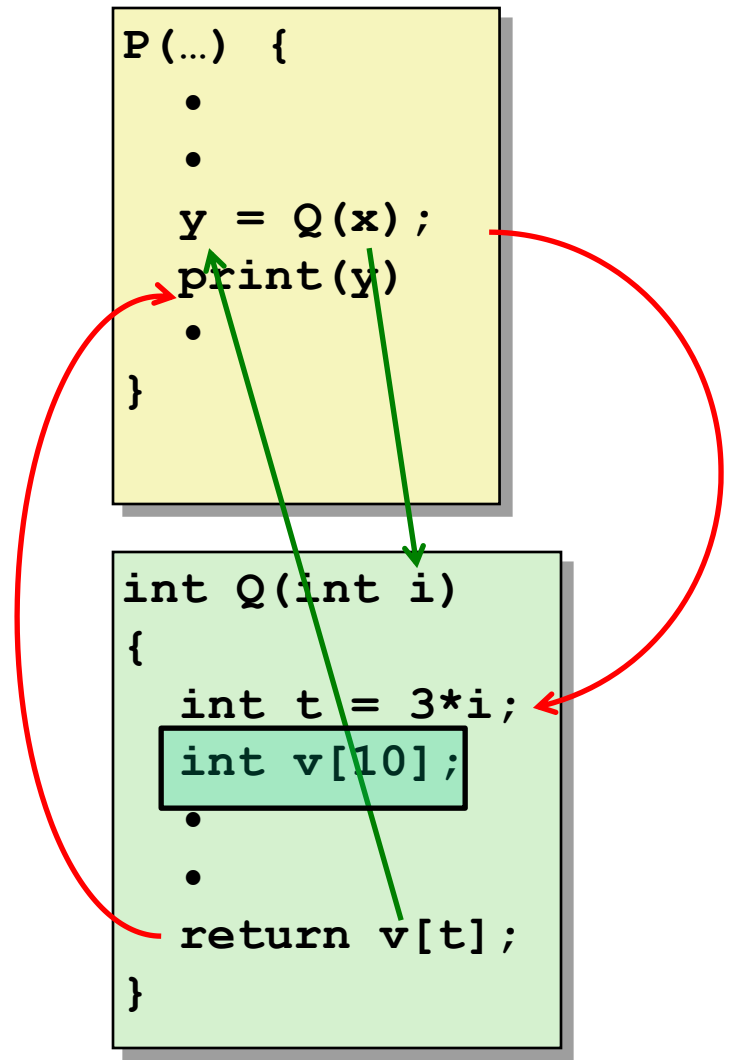 P(…) {
•
•
y = Q(x);
print(y)
•
}
int Q(int i)
{
int t = 3*i;
int v[10];
•
•
return v[t];
}